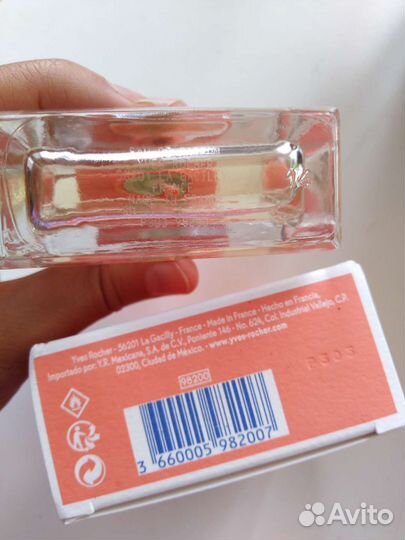 Yves Rocher - 56201 La Gacilly - France - Made in France - Hecho en Francia,
Importado por: Y.R. Mexicana, S.A. de C.V., Poniente 146 - No. 624, Col. Industrial Vallejo, C.P.
02300, Ciudad de México. - www.yves-rocher.com
P303
98200
3 660005 982007
Avito